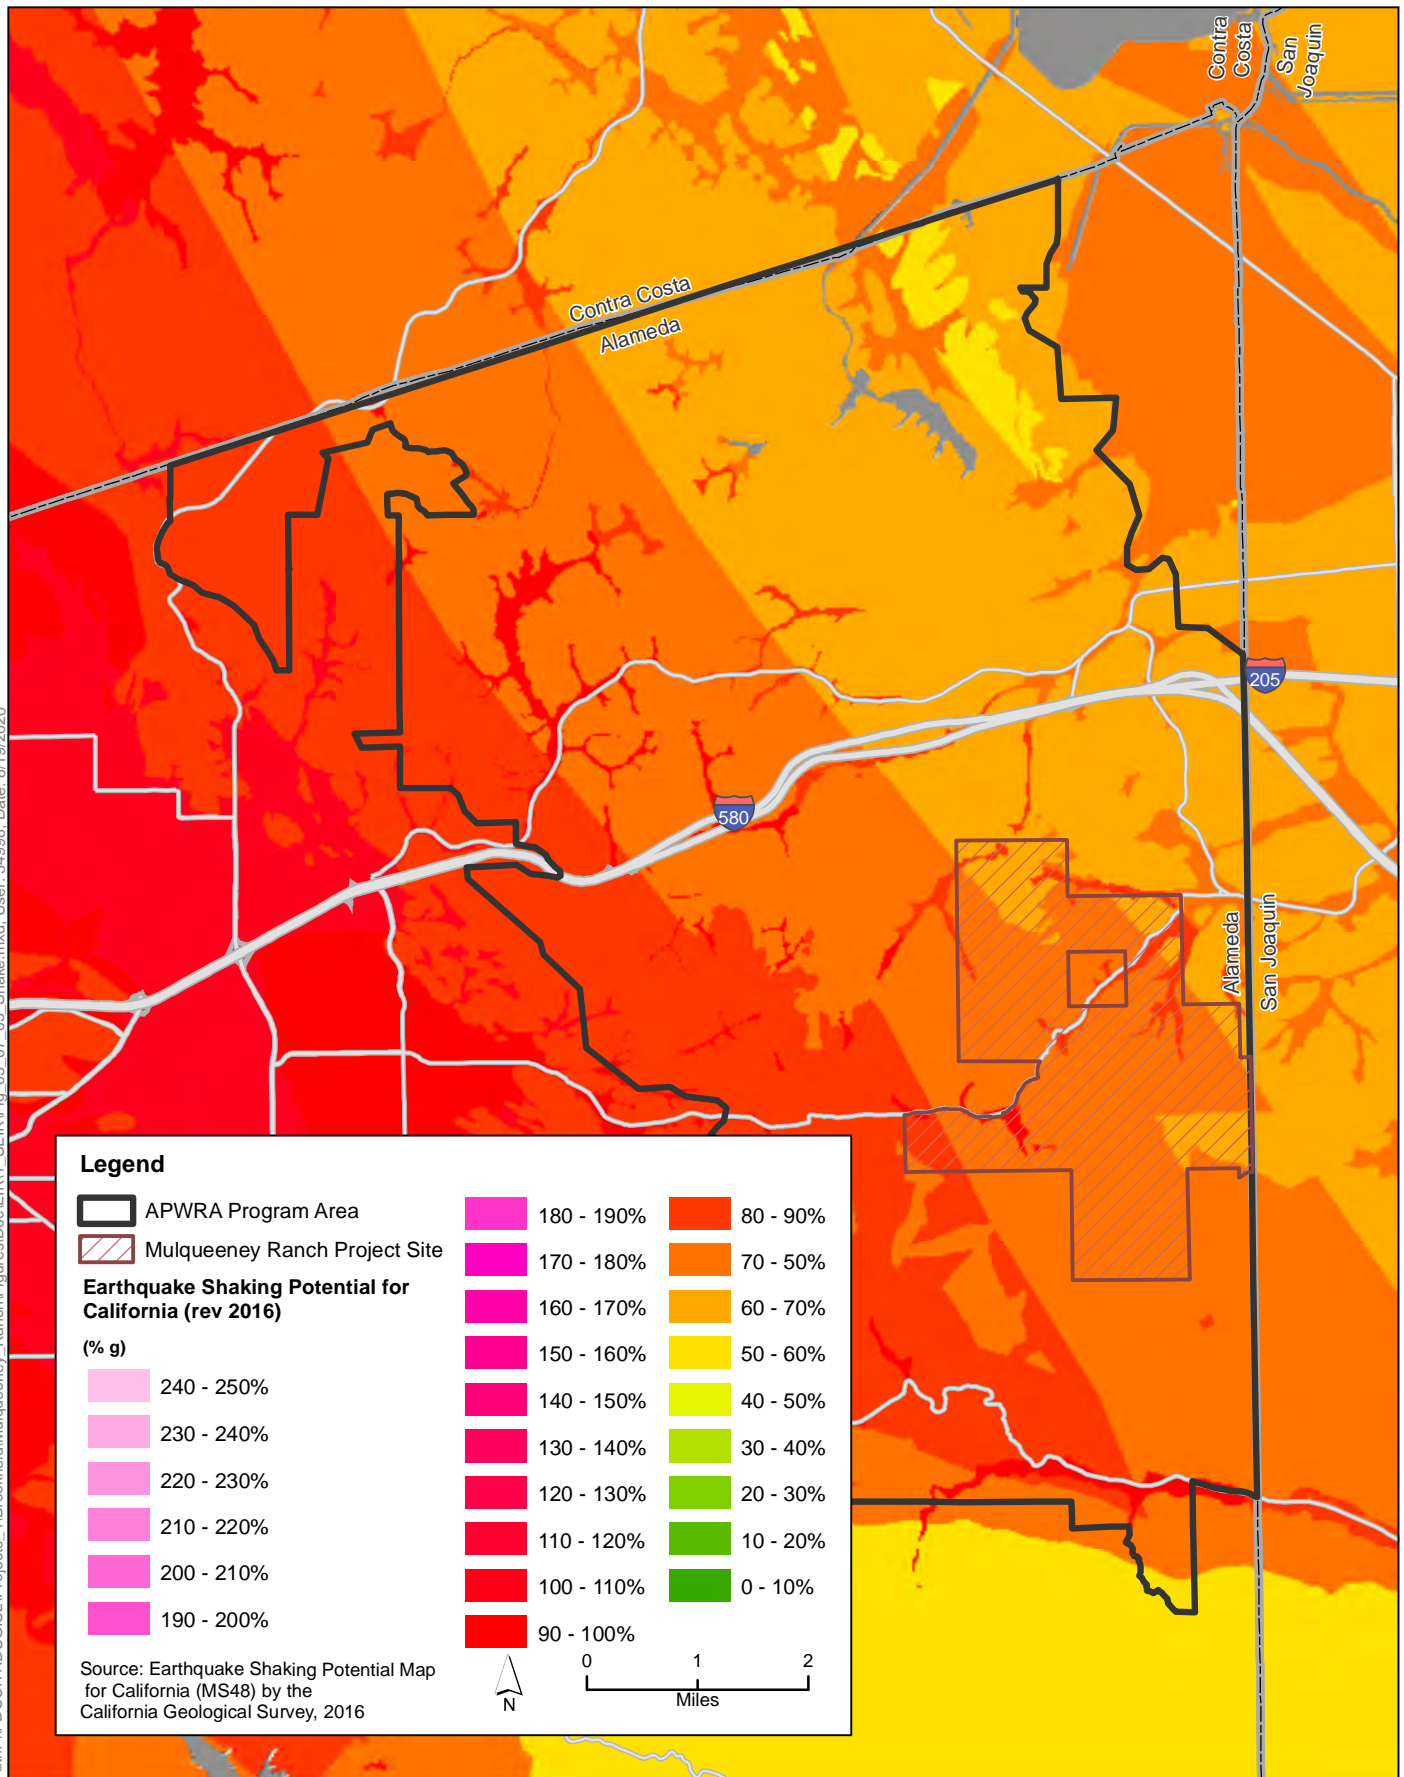 Contra
Costa
San
Joaquin
Contra Costa
Alameda
205
580
Alameda
San Joaquin
Legend
APWRA Program Area
Mulqueeney Ranch Project Site
Earthquake Shaking Potential for
California (rev 2016)
(% g)
240 - 250%
230 - 240%
220 - 230%
210 - 220%
200 - 210%
190 - 200%
180 - 190%
170 - 180%
160 - 170%
150 - 160%
140 - 150%
130 - 140%
120 - 130%
110 - 120%
100 - 110%
90 - 100%
80 - 90%
70 - 50%
60 - 70%
50 - 60%
40 - 50%
30 - 40%
20 - 30%
10 - 20%
0 - 10%
Source: Earthquake Shaking Potential Map
for California (MS48) by the
California Geological Survey, 2016
N
0 1 2
Miles